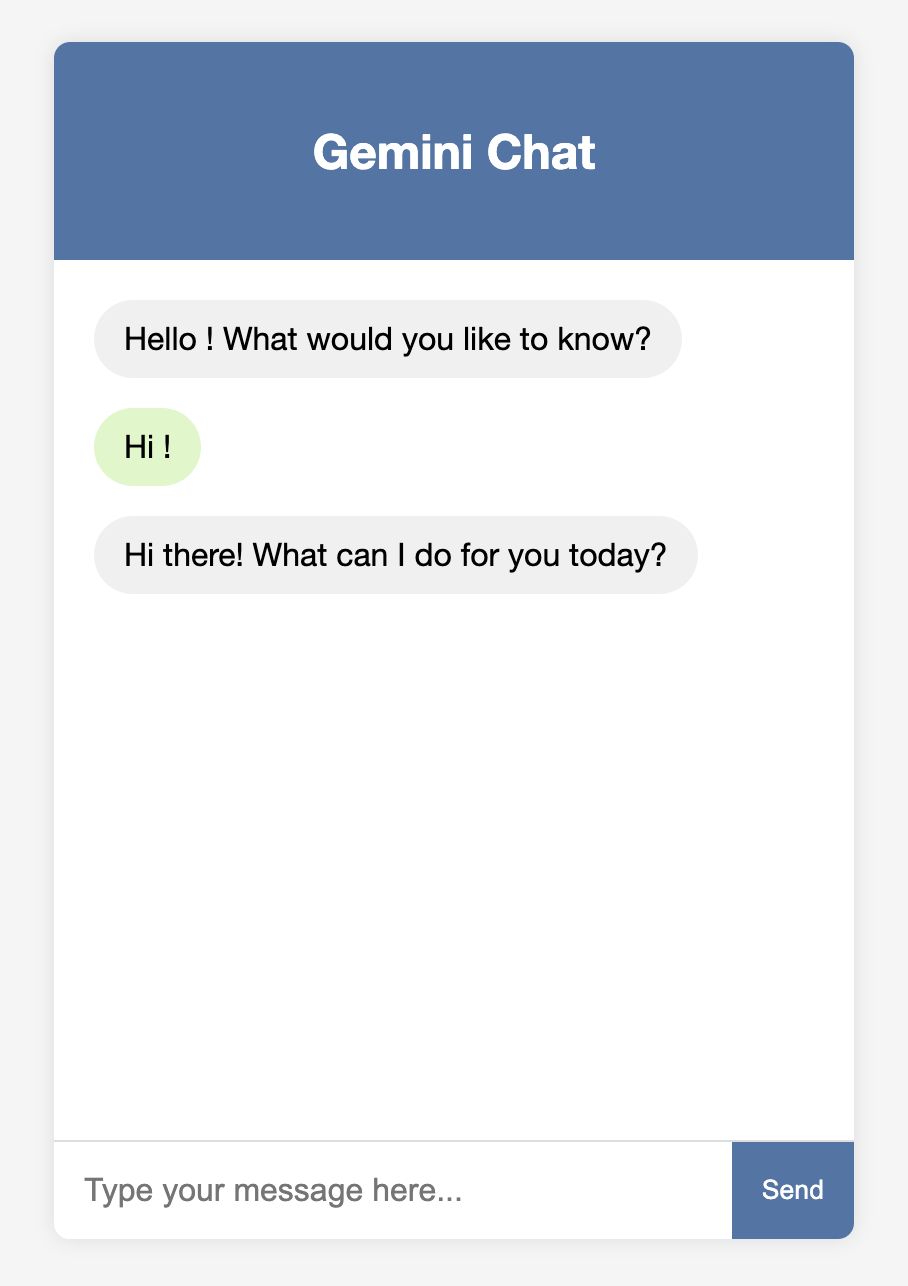 Gemini Chat
Hello ! What would you like to know?
Hi !
Hi there! What can I do for you today?
Type your message here...
Send